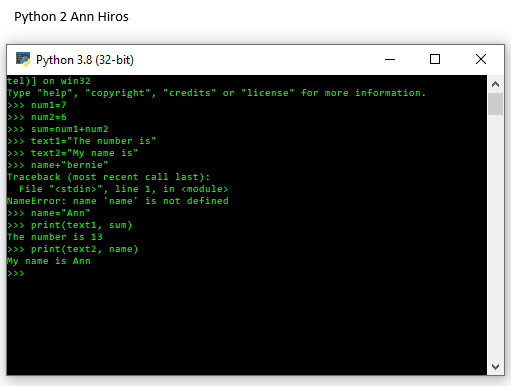 Python 2 Ann Hiros
Python 3.8 (32-bit)
tel)] on win32
Type "help", "copyright", "credits" or "license" for more information.
>>> num1=7
>>> num2=6
>>> sum=num1+num2
>>> text1="The number is"
>>> text2="My name is"
>>> name+"bernie"
Traceback (most recent call last):
  File "<stdin>", line 1, in <module>
NameError: name 'name' is not defined
>>> name="Ann"
>>> print(text1, sum)
The number is 13
>>> print(text2, name)
My name is Ann
>>>